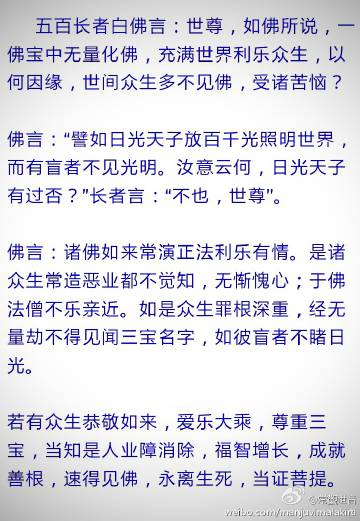 五百长者白佛言：世尊，如佛所说，一
佛宝中无量化佛，充满世界利乐众生，以
何因缘，世间众生多不见佛，受诸苦恼？
佛言：“譬如日光天子放百千光照明世界，
而有盲者不见光明。汝意云何，日光天子
有过否？”长者言：“不也，世尊”。
佛言：诸佛如来常演正法利乐有情。是诸
众生常造恶业都不觉知，无惭愧心；于佛
法僧不乐亲近。如是众生罪根深重，经无
量劫不得见闻三宝名字，如彼盲者不睹日
光。
若有众生恭敬如来，爱乐大乘，尊重三
宝，当知是人业障消除，福智增长，成就
善根，速得见佛，永离生死，当证菩提。
weibo.com/manjuvimalakirti